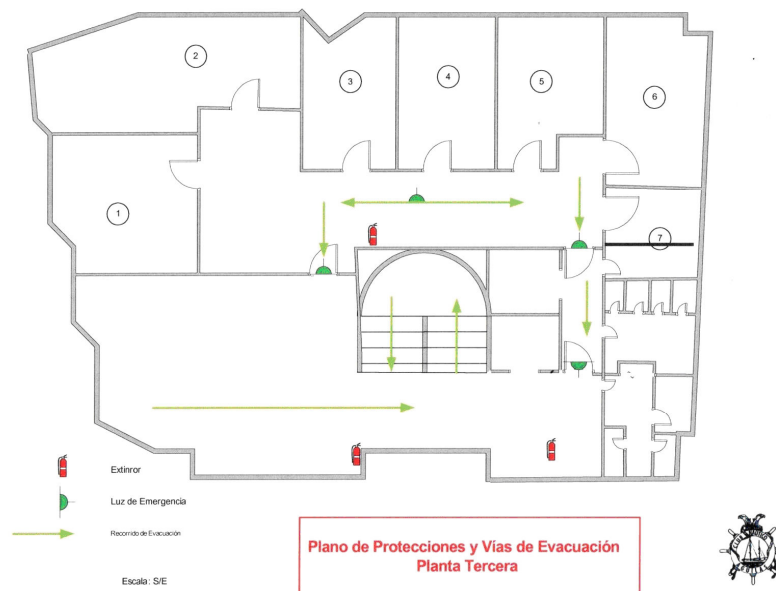 2
3
4
5
6
1
7
Extinror
Luz de Emergencia
Recorrido de Evacuación
Escala: S/E
Plano de Protecciones y Vías de Evacuación
Planta Tercera